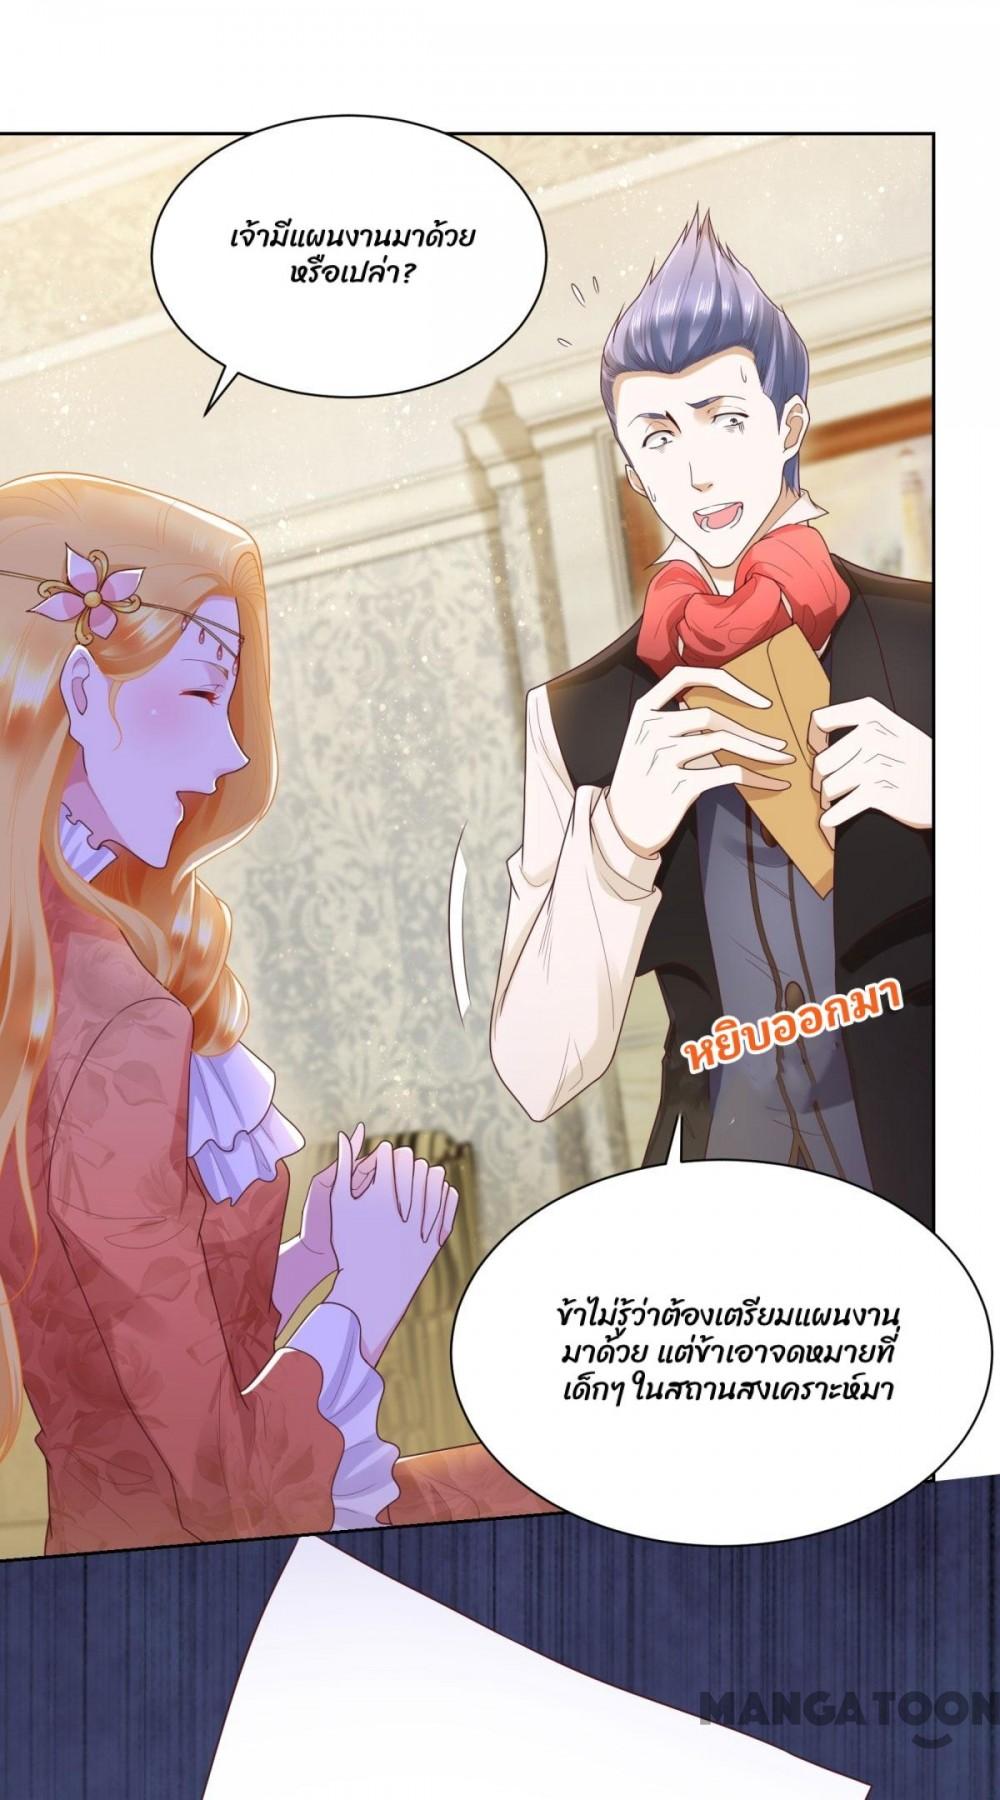 เจ้ามีแผนงานมาด้วย
หรือเปล่า?
หยิบออกมา
ข้าไม่รู้ว่าต้องเตรียมแผนงาน
มาด้วย แต่ข้าเอาจดหมายที่
เด็กๆ ในสถานสงเคราะห์มา
MANGATOON